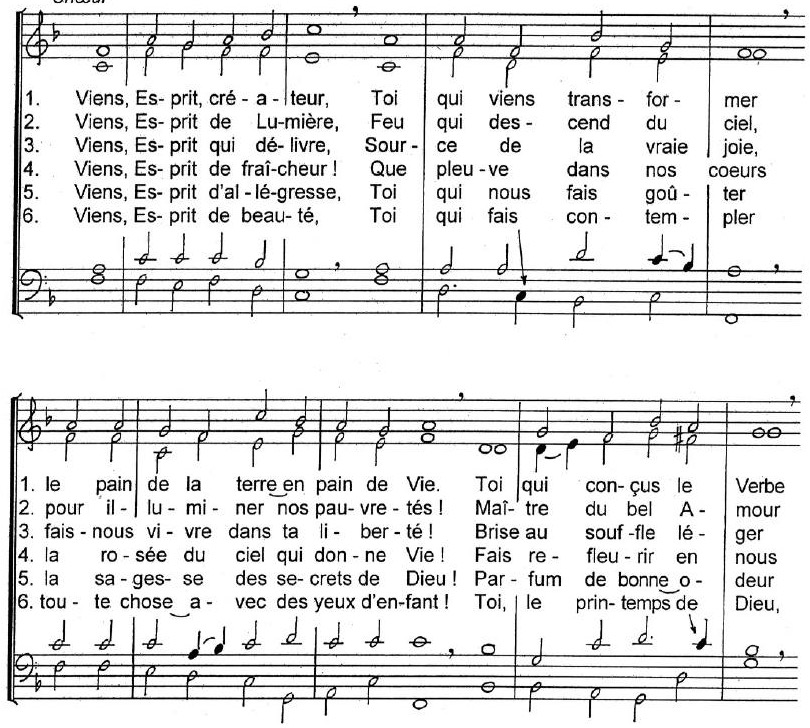 Chœur
1. Viens, Es- prit, cré - a - teur, Toi qui viens trans - for - mer
2. Viens, Es- prit de Lu-mière, Feu qui des - cend du ciel,
3. Viens, Es- prit qui dé- livre, Sour - ce de la vraie joie,
4. Viens, Es- prit de fraî-cheur ! Que pleu - ve dans nos coeurs
5. Viens, Es- prit d'al - lé-gresse, Toi qui nous fais goû - ter
6. Viens, Es- prit de beau- té, Toi qui fais con - tem - pler
1. le pain de la terre en pain de Vie. Toi qui con- çus le Verbe
2. pour il - lu - mi - ner nos pau- vre - tés ! Maî- tre du bel A - mour
3. fais - nous vi - vre dans ta li - ber - té ! Brise au souf - fle lé - ger
4. la ro - sée du ciel qui don - ne Vie ! Fais re - fleu - rir en nous
5. la sa - ges- se des se- crets de Dieu ! Par - fum de bonne o - deur
6. tou - te chose a - vec des yeux d'en-fant ! Toi, le prin- temps de Dieu,